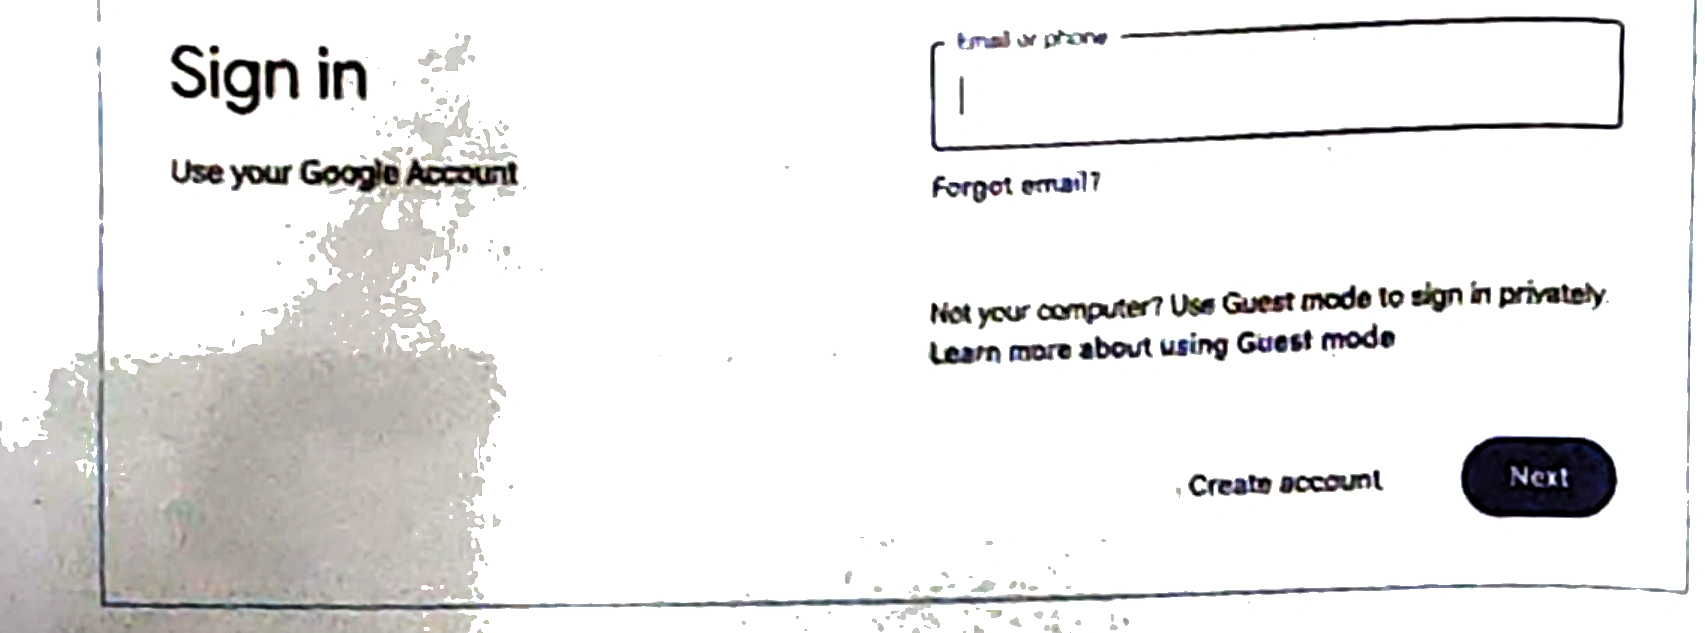 Sign in
Use your Google Account
Email or phone
Forgot email?
Not your computer? Use Guest mode to sign in privately.
Learn more about using Guest mode
Create account
Next